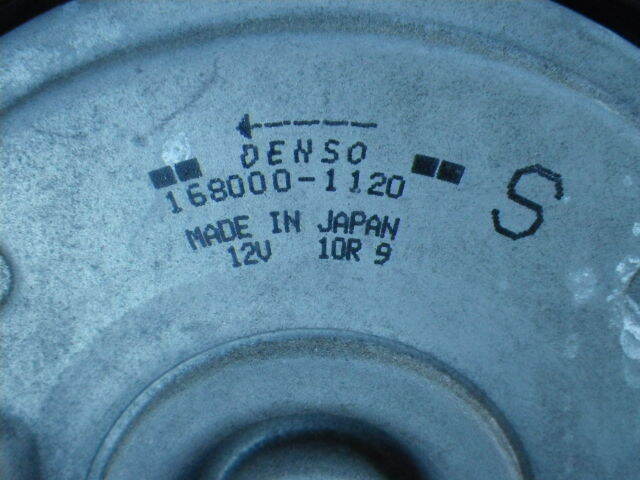 DENSO
168000-1120
S
MADE IN JAPAN
12V 10R 9